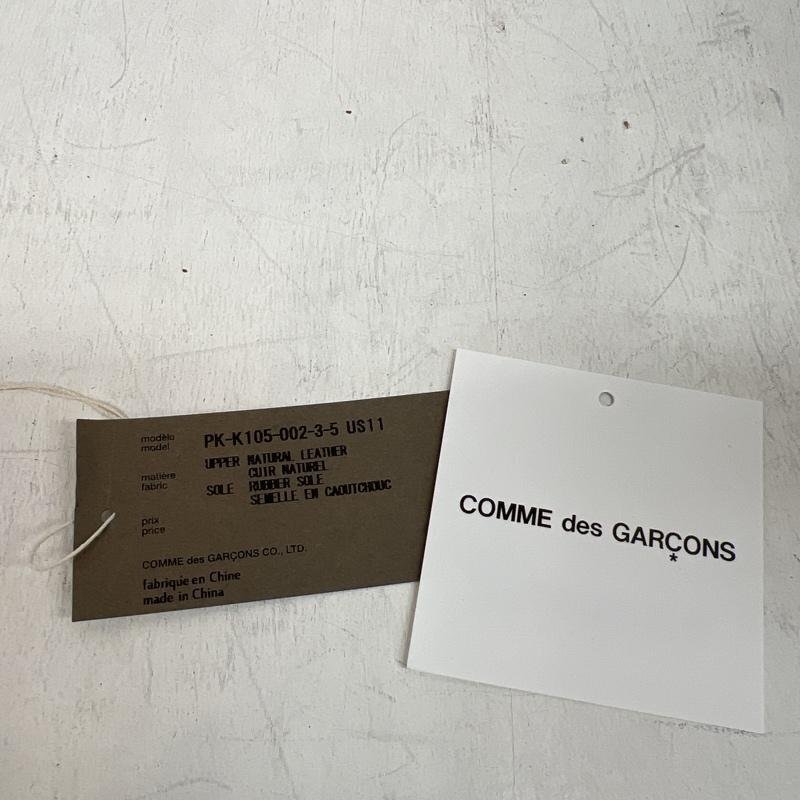 modèle
model
PK-K105-002-3-5 US11
matière
fabric
UPPER NATURAL LEATHER
CUIR NATUREL
SOLE RUBBER SOLE
SEMELLE EN CAOUTCHOUC
prix
price
COMME des GARÇONS CO., LTD.
fabriqué en Chine
made in China
COMME des GARÇONS
*